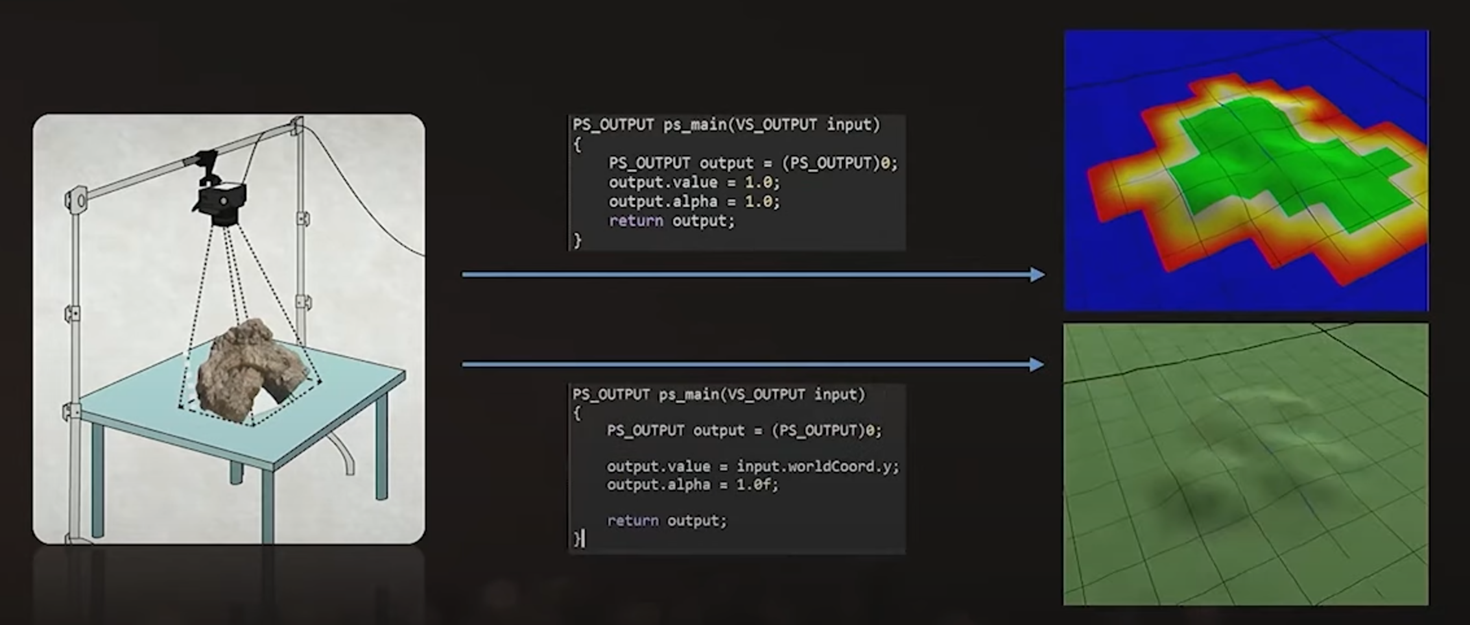 PS_OUTPUT ps_main(VS_OUTPUT input)
{
    PS_OUTPUT output = (PS_OUTPUT)0;
    output.value = 1.0;
    output.alpha = 1.0;
    return output;
}
PS_OUTPUT ps_main(VS_OUTPUT input)
{
    PS_OUTPUT output = (PS_OUTPUT)0;

    output.value = input.worldCoord.y;
    output.alpha = 1.0f;

    return output;
}